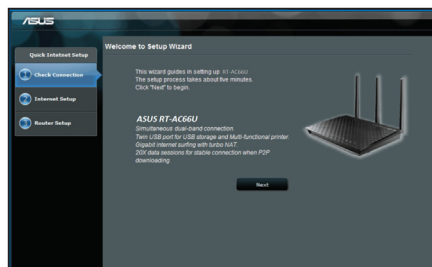 ASUS
Quick Internet Setup
1 Check Connection
2 Internet Setup
3 Router Setup
Welcome to Setup Wizard
This wizard guides in setting up RT-AC66U
The setup process takes about five minutes.
Click "Next" to begin.
ASUS RT-AC66U
Simultaneous dual-band connection.
Twin USB port for USB storage and Multi-functional printer.
Gigabit internet surfing with turbo NAT.
20X data sessions for stable connection when P2P
downloading
Next